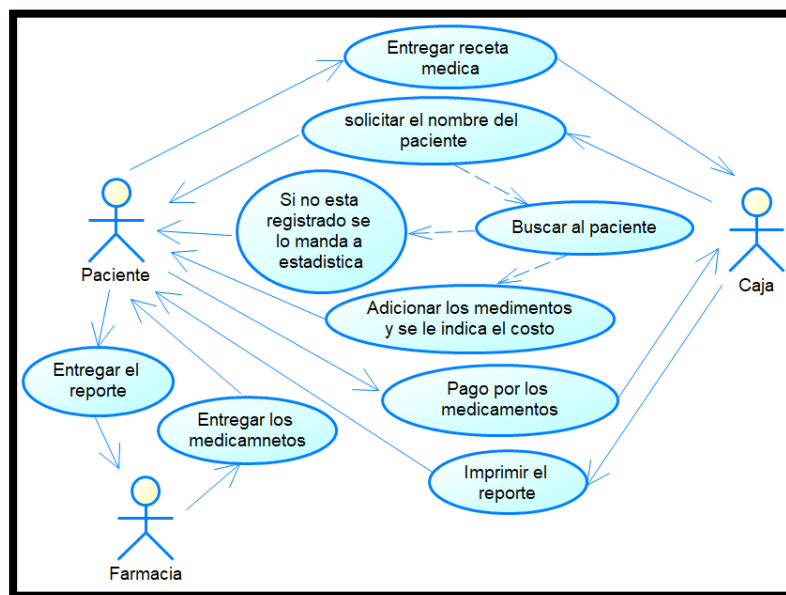 Entregar receta
medica
solicitar el nombre del
paciente
Si no esta
registrado se
lo manda a
estadistica
Buscar al paciente
Paciente
Caja
Adicionar los medimentos
y se le indica el costo
Entregar el
reporte
Pago por los
medicamentos
Entregar los
medicamnetos
Imprimir el
reporte
Farmacia